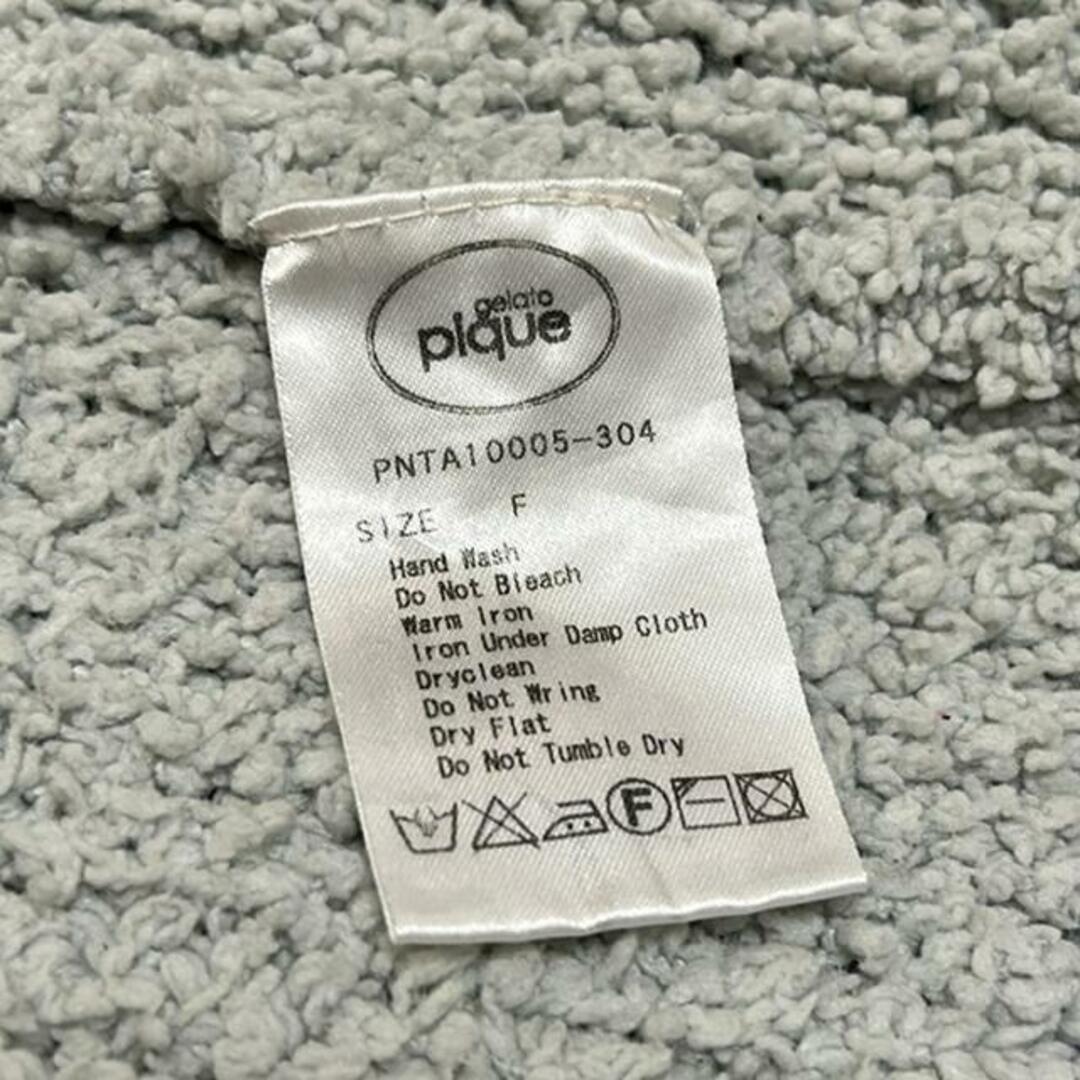 gelato
pique
PNTA10005-304
SIZE F
Hand Wash
Do Not Bleach
Warm Iron
Iron Under Damp Cloth
Dryclean
Do Not Wring
Dry Flat
Do Not Tumble Dry
F